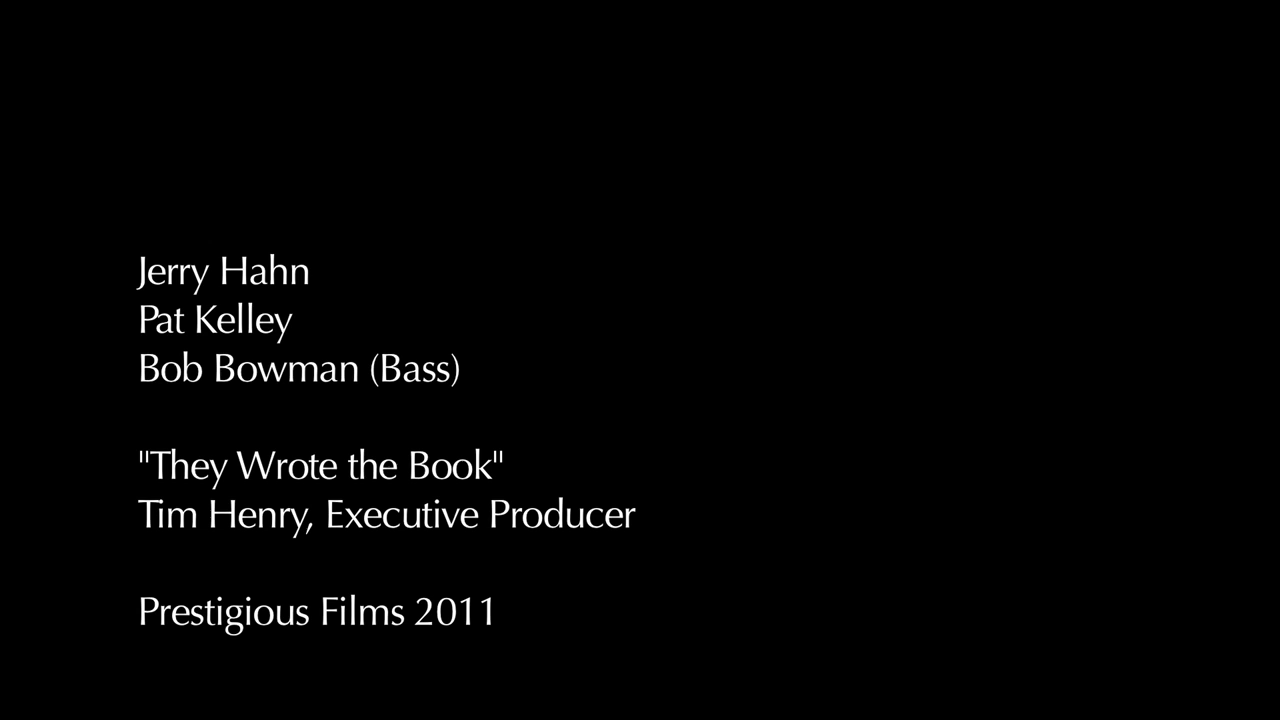 Jerry Hahn
Pat Kelley
Bob Bowman (Bass)
"They Wrote the Book"
Tim Henry, Executive Producer
Prestigious Films 2011